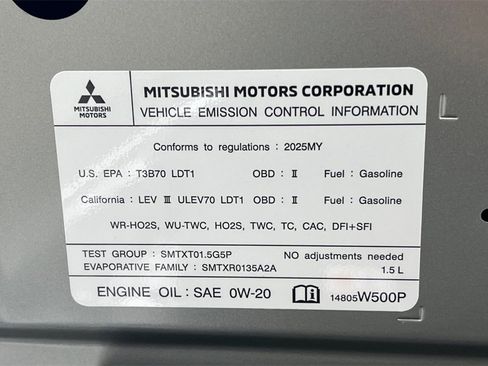 MITSUBISHI
MOTORS
MITSUBISHI MOTORS CORPORATION
VEHICLE EMISSION CONTROL INFORMATION
Conforms to regulations : 2025MY
U.S. EPA : T3B70 LDT1 OBD : Ⅱ Fuel : Gasoline
California : LEV Ⅲ ULEV70 LDT1 OBD : Ⅱ Fuel : Gasoline
WR-HO2S, WU-TWC, HO2S, TWC, TC, CAC, DFI+SFI
TEST GROUP : SMTXT01.5G5P NO adjustments needed
EVAPORATIVE FAMILY : SMTXR0135A2A 1.5 L
ENGINE OIL : SAE 0W-20 14805W500P